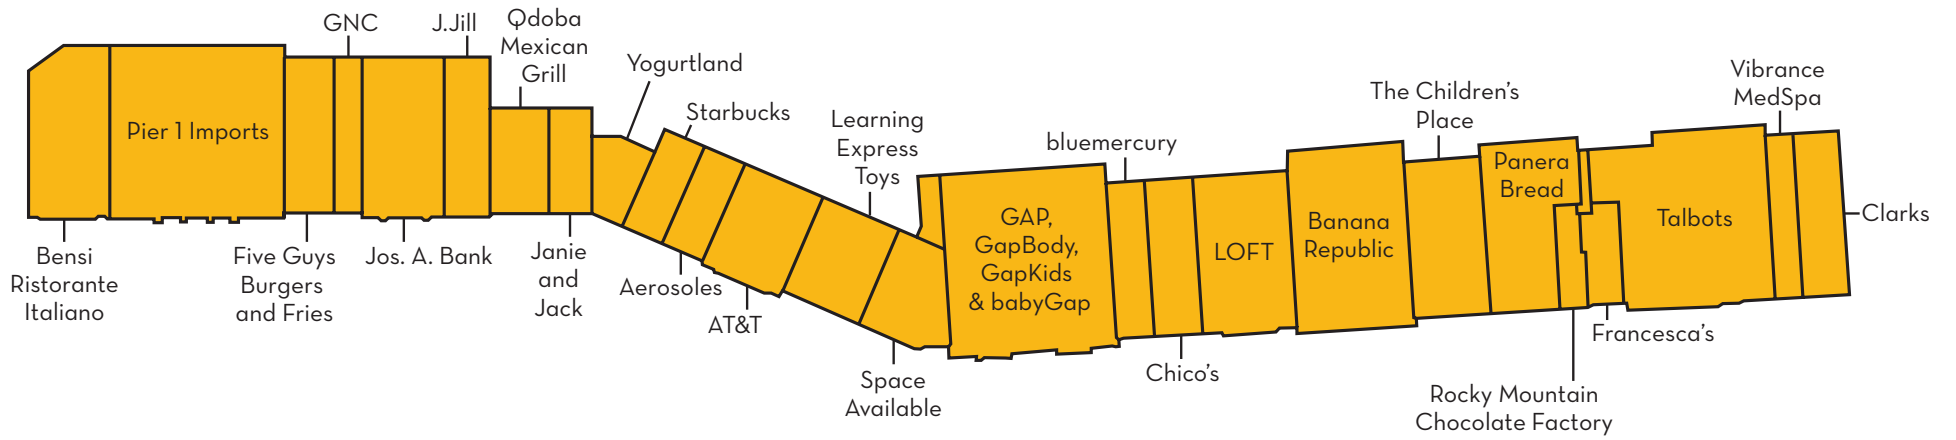 Bensi
Ristorante
Italiano
Pier 1 Imports
Five Guys
Burgers
and Fries
GNC
Jos. A. Bank
J.Jill
Qdoba
Mexican
Grill
Janie
and
Jack
Yogurtland
Starbucks
Aerosoles
AT&T
Learning
Express
Toys
Space
Available
GAP,
GapBody,
GapKids
& babyGap
bluemercury
Chico's
LOFT
Banana
Republic
The Children's
Place
Panera
Bread
Rocky Mountain
Chocolate Factory
Francesca's
Talbots
Vibrance
MedSpa
Clarks